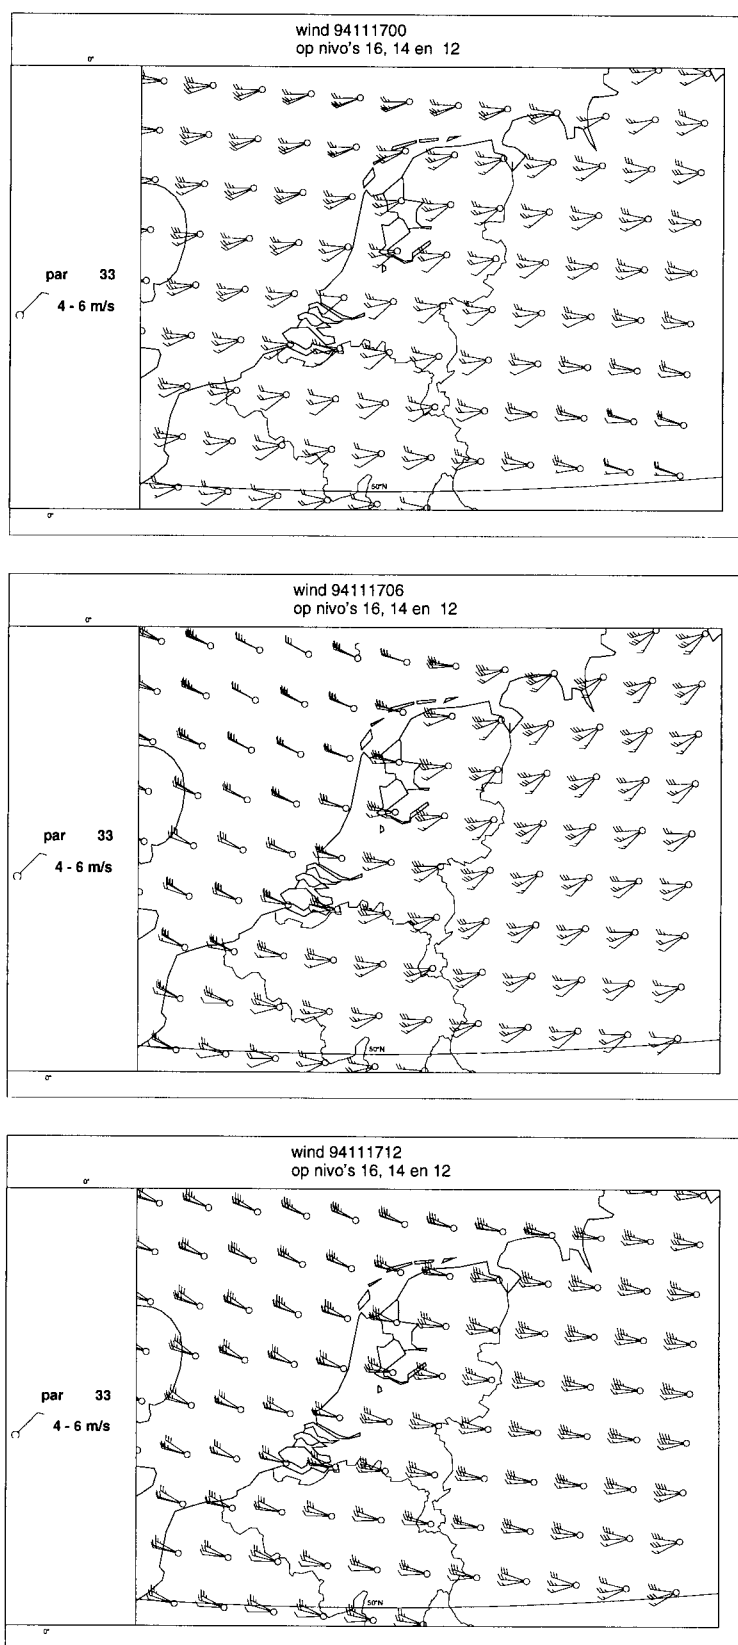 wind 94111700
op nivo's 16, 14 en 12
0°
par 33
4 - 6 m/s
50°N
0°
wind 94111706
op nivo's 16, 14 en 12
0°
par 33
4 - 6 m/s
50°N
0°
wind 94111712
op nivo's 16, 14 en 12
0°
par 33
4 - 6 m/s
50°N
0°